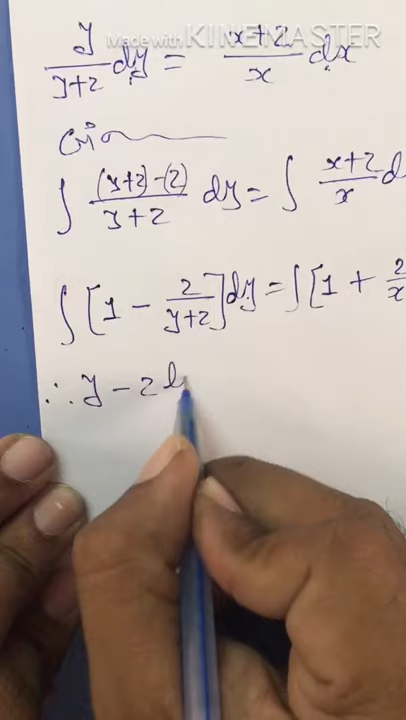 Made with KINEMASTER
y/(y+2) dy = (x+2)/x dx
∫ ((y+2)-(2))/(y+2) dy = ∫ (x+2)/x d
∫ [1 - 2/(y+2)] dy = ∫ [1 + 2/x
∴ y - 2 l